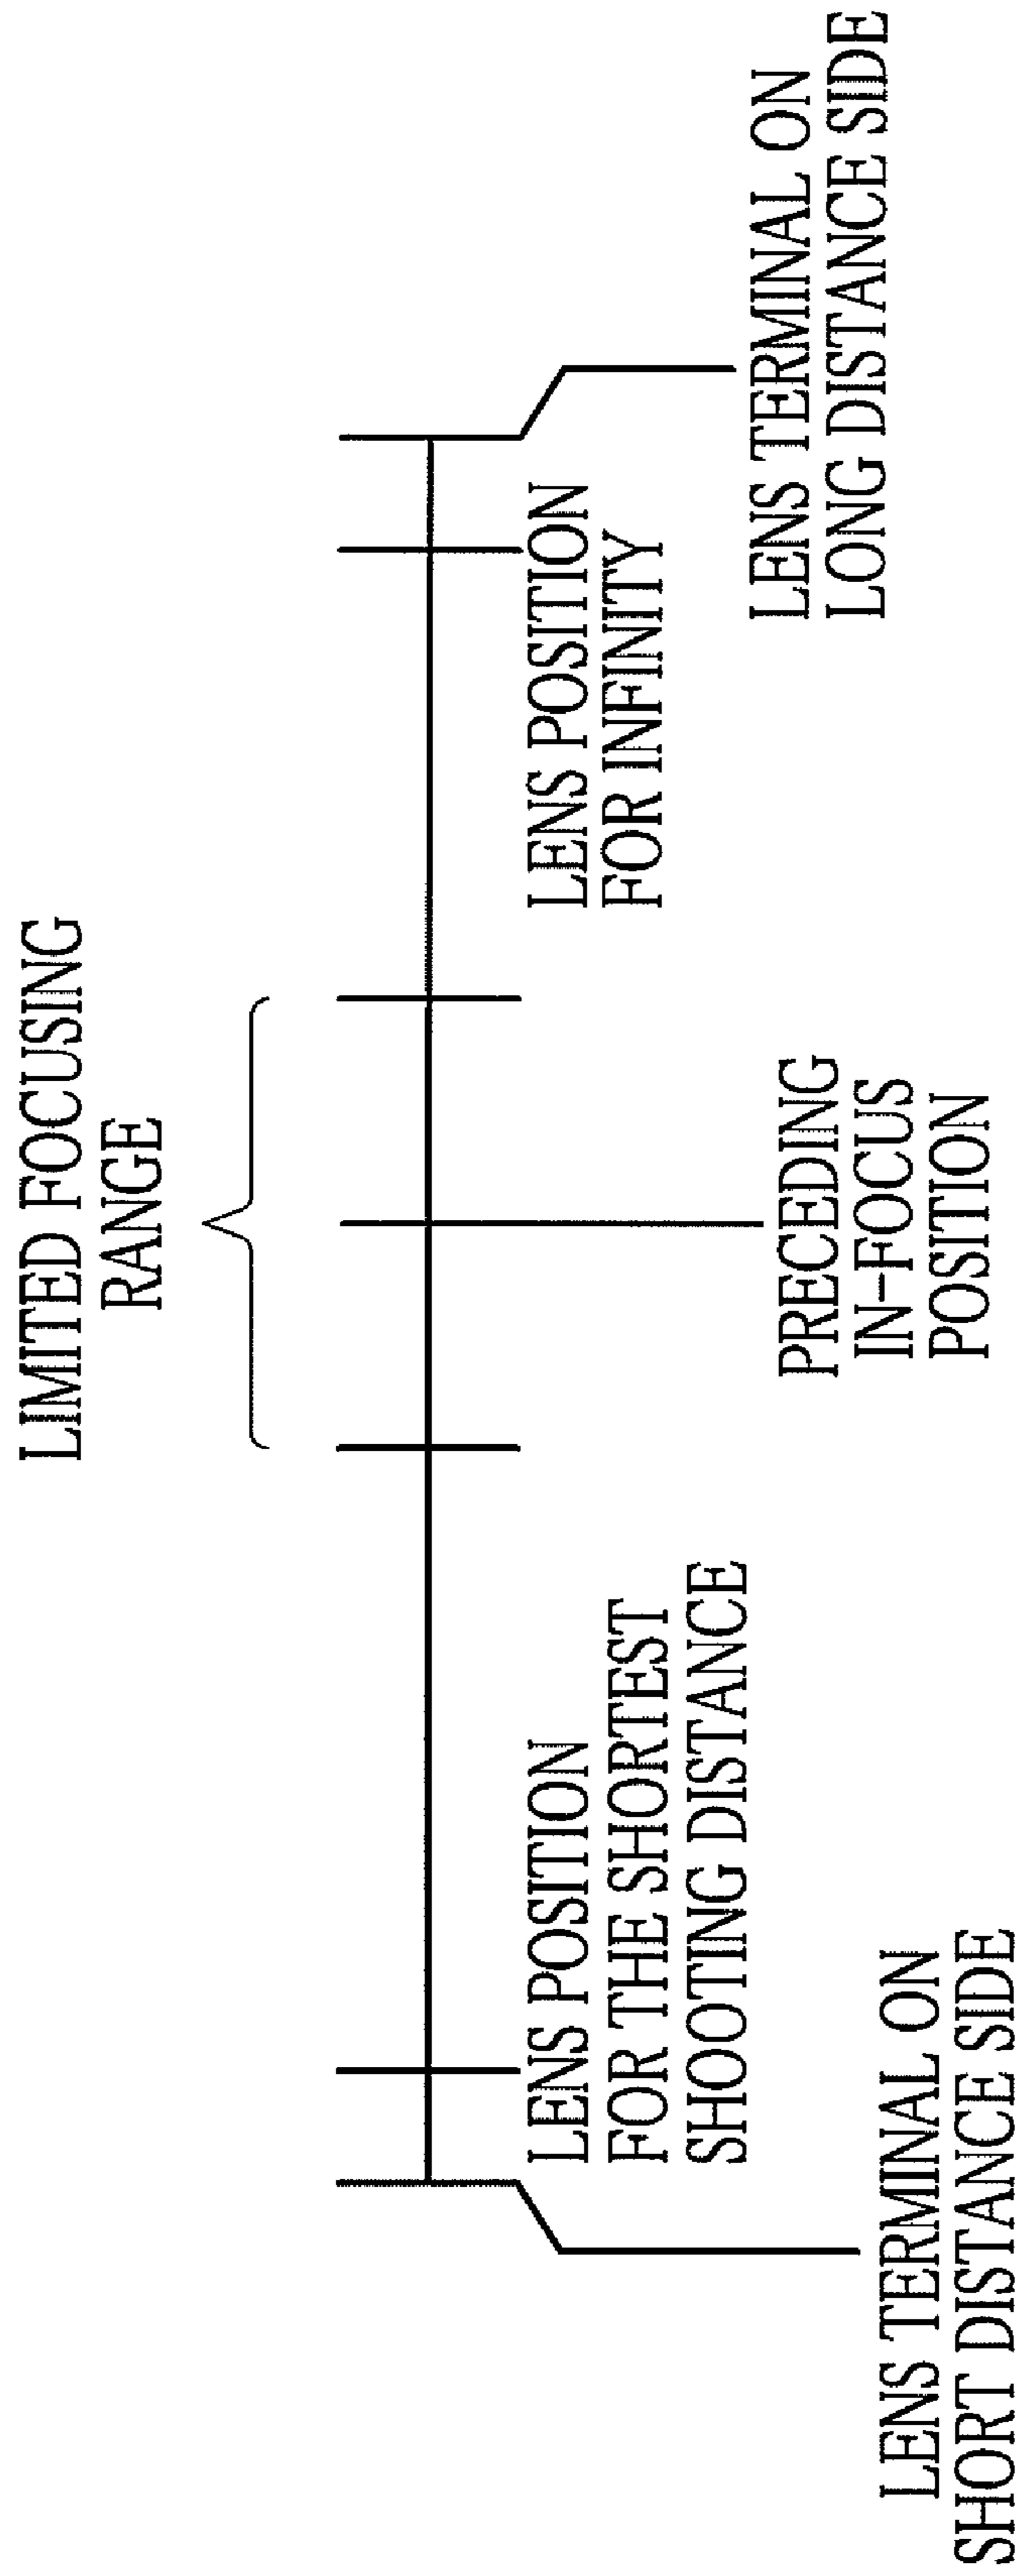 LIMITED FOCUSING
RANGE
LENS POSITION
FOR THE SHORTEST
SHOOTING DISTANCE
LENS POSITION
FOR INFINITY
PRECEDING
IN-FOCUS
POSITION
LENS TERMINAL ON
SHORT DISTANCE SIDE
LENS TERMINAL ON
LONG DISTANCE SIDE